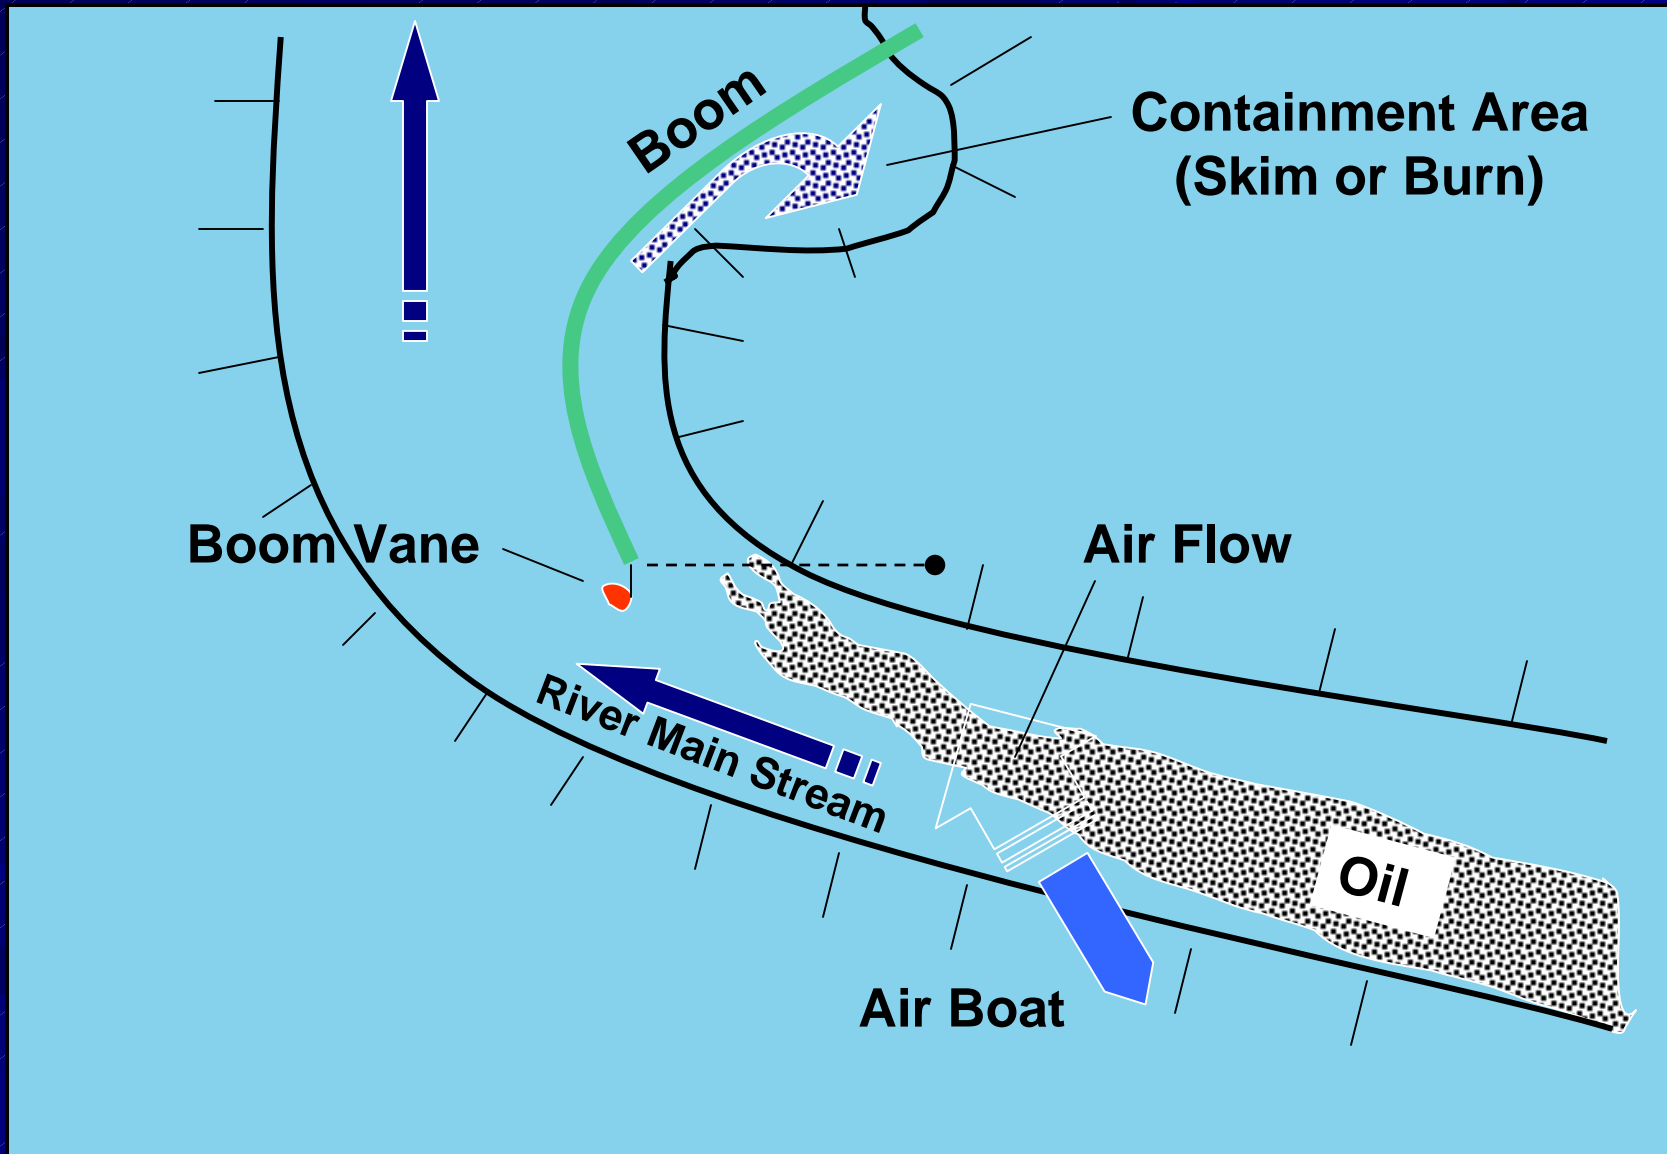 Boom
Containment Area
(Skim or Burn)
Boom Vane
Air Flow
River Main Stream
Oil
Air Boat